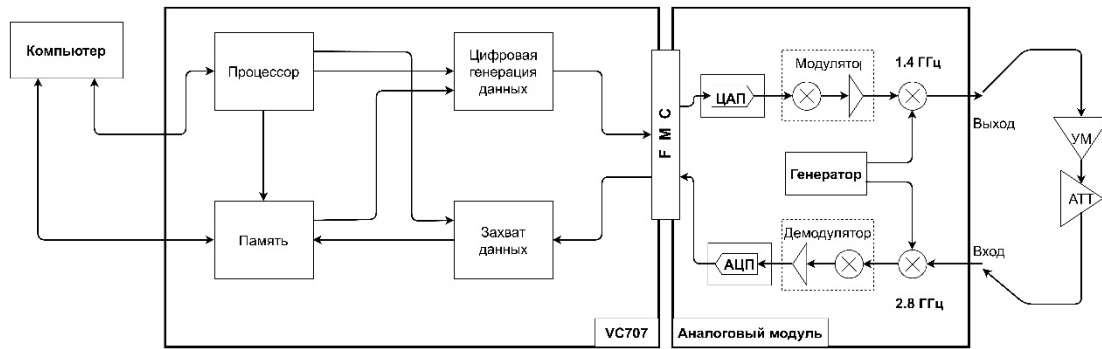 Компьютер
Процессор
Цифровая
генерация
данных
Память
Захват
данных
VC707
F M C
ЦАП
Модулятор
1.4 ГГц
Выход
Генератор
УМ
АТТ
Демодулятор
АЦП
Вход
2.8 ГГц
Аналоговый модуль